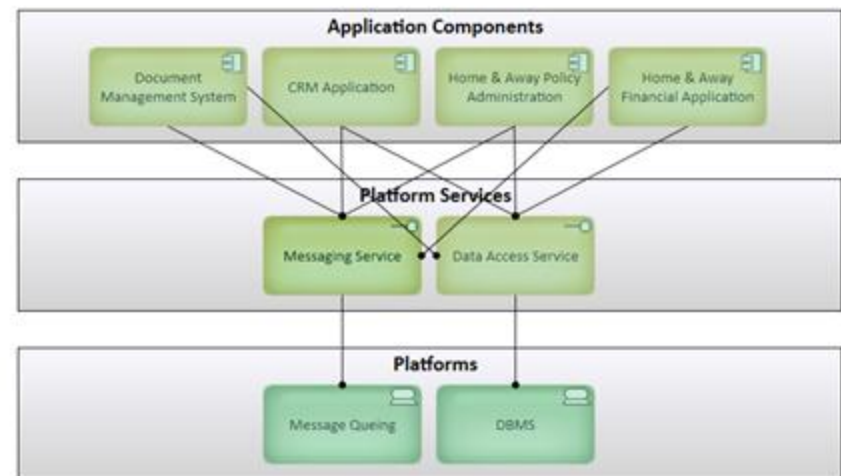 Application Components
Document
Management System
CRM Application
Home & Away Policy
Administration
Home & Away
Financial Application
Platform Services
Messaging Service
Data Access Service
Platforms
Message Queing
DBMS